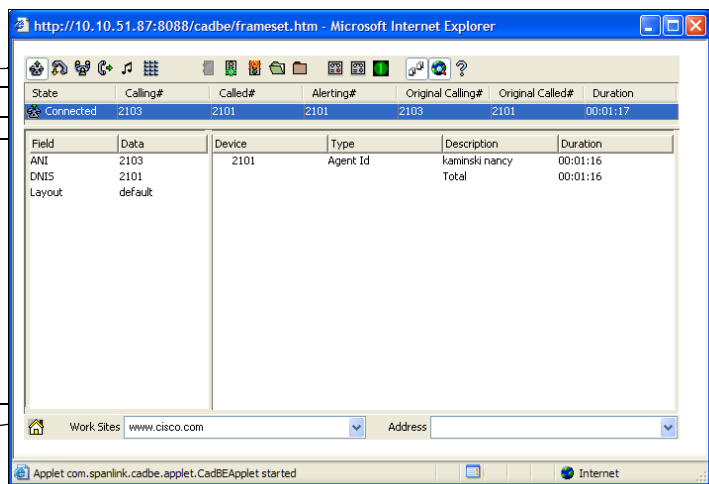 http://10.10.51.87:8088/cadbe/frameset.htm - Microsoft Internet Explorer
State Calling# Called# Alerting# Original Calling# Original Called# Duration
Connected 2103 2101 2101 2103 2101 00:01:17
Field Data Device Type Description Duration
ANI 2103 2101 Agent Id kaminski nancy 00:01:16
DNIS 2101 Total 00:01:16
Layout default
Work Sites www.cisco.com Address
Applet com.spanlink.cadbe.applet.CadBEApplet started Internet